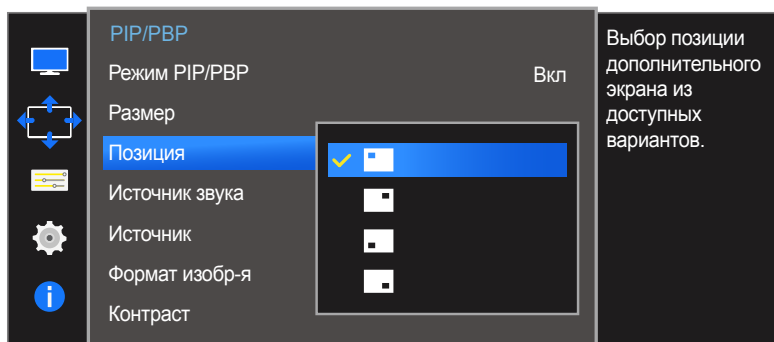 PIP/PBP
Режим PIP/PBP Вкл
Размер
Позиция
Источник звука
Источник
Формат изобр-я
Контраст
Выбор позиции
дополнительного
экрана из
доступных
вариантов.